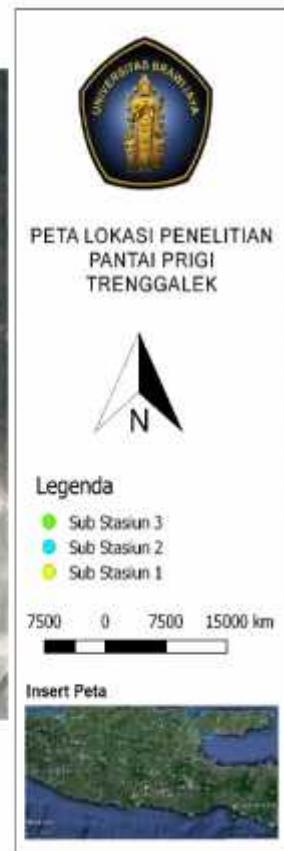 UNIVERSITAS BRAWIJAYA
PETA LOKASI PENELITIAN
PANTAI PRIGI
TRENGGALEK
N
Legenda
Sub Stasiun 3
Sub Stasiun 2
Sub Stasiun 1
7500 0 7500 15000 km
Insert Peta